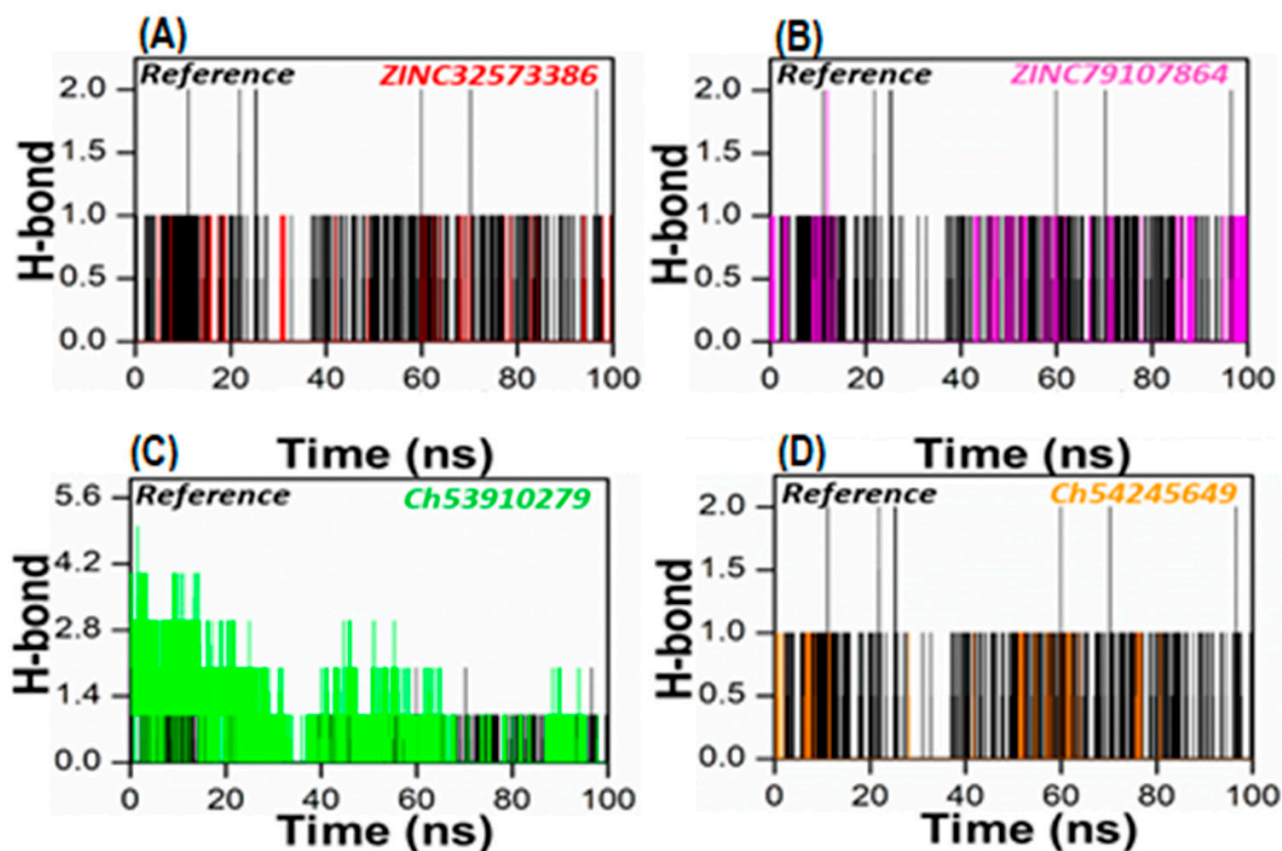 (A)
Reference ZINC32573386
H-bond
2.0
1.5
1.0
0.5
0.0
0 20 40 60 80 100
Time (ns)
(B)
Reference ZINC79107864
H-bond
2.0
1.5
1.0
0.5
0.0
0 20 40 60 80 100
Time (ns)
(C)
Reference Ch53910279
H-bond
5.6
4.2
2.8
1.4
0.0
0 20 40 60 80 100
Time (ns)
(D)
Reference Ch54245649
H-bond
2.0
1.5
1.0
0.5
0.0
0 20 40 60 80 100
Time (ns)